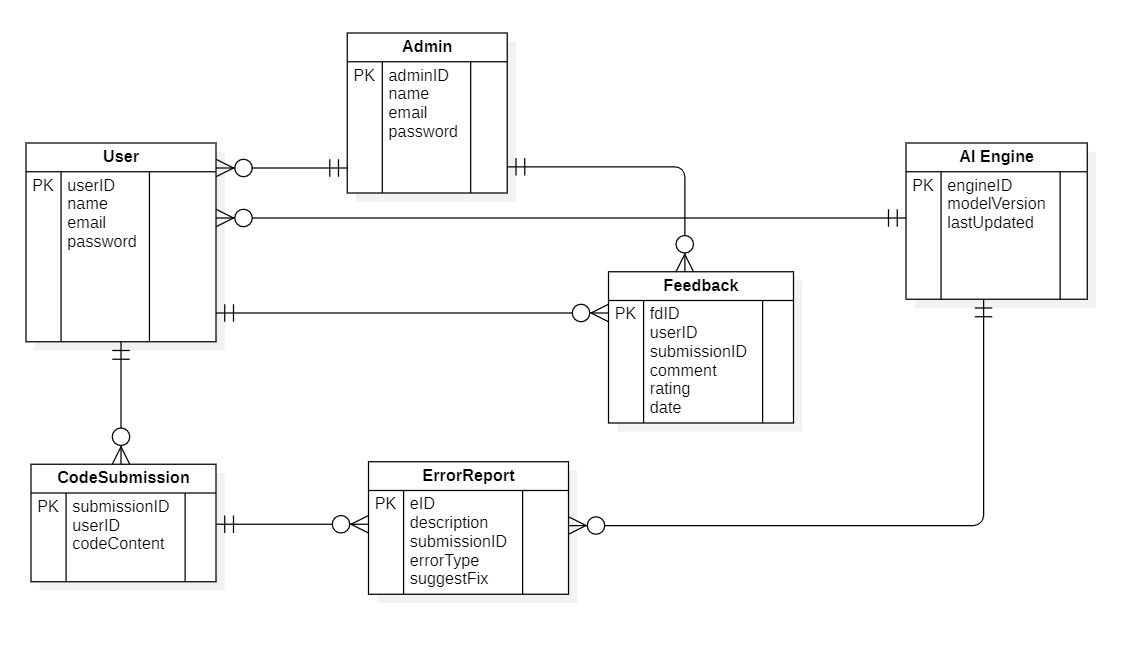 Admin
PK
adminID
name
email
password
User
PK
userID
name
email
password
AI Engine
PK
engineID
modelVersion
lastUpdated
Feedback
PK
fdID
userID
submissionID
comment
rating
date
CodeSubmission
PK
submissionID
userID
codeContent
ErrorReport
PK
eID
description
submissionID
errorType
suggestFix